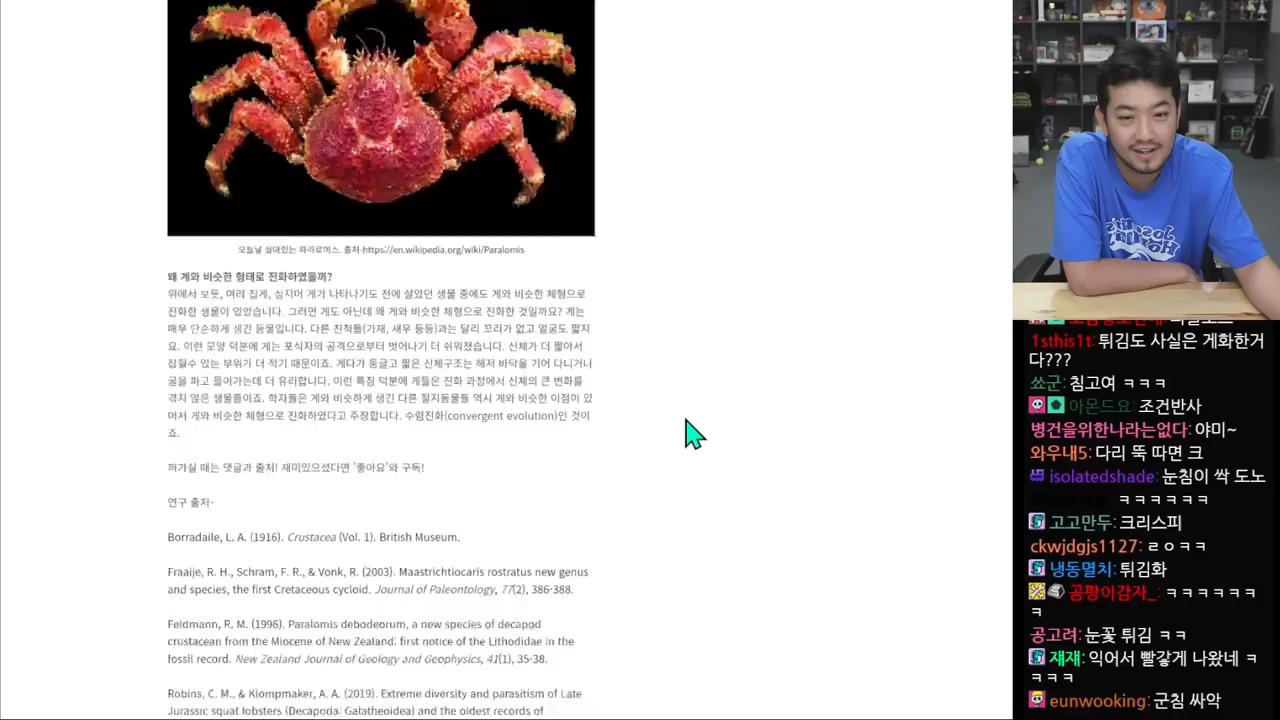 오늘날 살아있는 파라로미스. 출처-https://en.wikipedia.org/wiki/Paralomis
왜 게와 비슷한 형태로 진화하였을까?
위에서 보듯, 여러 집게, 심지어 게가 나타나기도 전에 살았던 생물 중에도 게와 비슷한 체형으로
진화한 생물이 있었습니다. 그러면 게도 아닌데 왜 게와 비슷한 체형으로 진화한 것일까요? 게는
매우 단순하게 생긴 동물입니다. 다른 친척들(가재, 새우 등등)과는 달리 꼬리가 없고 얼굴도 짧지
요. 이런 모양 덕분에 게는 포식자의 공격으로부터 벗어나기 더 쉬워졌습니다. 신체가 더 짧아서
집힐수 있는 부위가 더 적기 때문이죠. 게다가 둥글고 짧은 신체구조는 해저 바닥을 기어 다니거나
굴을 파고 들어가는데 더 유리합니다. 이런 특징 덕분에 게들은 진화 과정에서 신체의 큰 변화를
겪지 않은 생물들이죠. 학자들은 게와 비슷하게 생긴 다른 절지동물들 역시 게와 비슷한 이점이 있
어서 게와 비슷한 체형으로 진화하였다고 주장합니다. 수렴진화(convergent evolution)인 것이
죠.
퍼가실 때는 댓글과 출처! 재미있으셨다면 '좋아요'와 구독!
연구 출처-
Borradaile, L. A. (1916). Crustacea (Vol. 1). British Museum.
Fraaije, R. H., Schram, F. R., & Vonk, R. (2003). Maastrichtiocaris rostratus new genus
and species, the first Cretaceous cycloid. Journal of Paleontology, 77(2), 386-388.
Feldmann, R. M. (1998). Paralomis debodeorum, a new species of decapod
crustacean from the Miocene of New Zealand: first notice of the Lithodidae in the
fossil record. New Zealand Journal of Geology and Geophysics, 41(1), 35-38.
Robins, C. M., & Klompmaker, A. A. (2019). Extreme diversity and parasitism of Late
Jurassic squat lobsters (Decapoda: Galatheoidea) and the oldest records of
1sthis1t: 튀김도 사실은 게화한거
다???
쏘군: 침고여 ㅋㅋㅋ
아몬드요: 조건반사
병건을위한나라는없다: 야미~
와우내5: 다리 뚝 따면 크
isolatedshade: 눈침이 싹 도노
ㅋㅋㅋㅋㅋㅋ
고고만두: 크리스피
ckwjdgjs1127: ㄹㅇㅋㅋ
냉동멸치: 튀김화
곰팡이감자_: ㅋㅋㅋㅋㅋㅋ
ㅋ
공고려: 눈꽃 튀김 ㅋㅋ
쟤쟤: 익어서 빨갛게 나왔네 ㅋ
ㅋㅋㅋㅋ
eunwooking: 군침 싸악